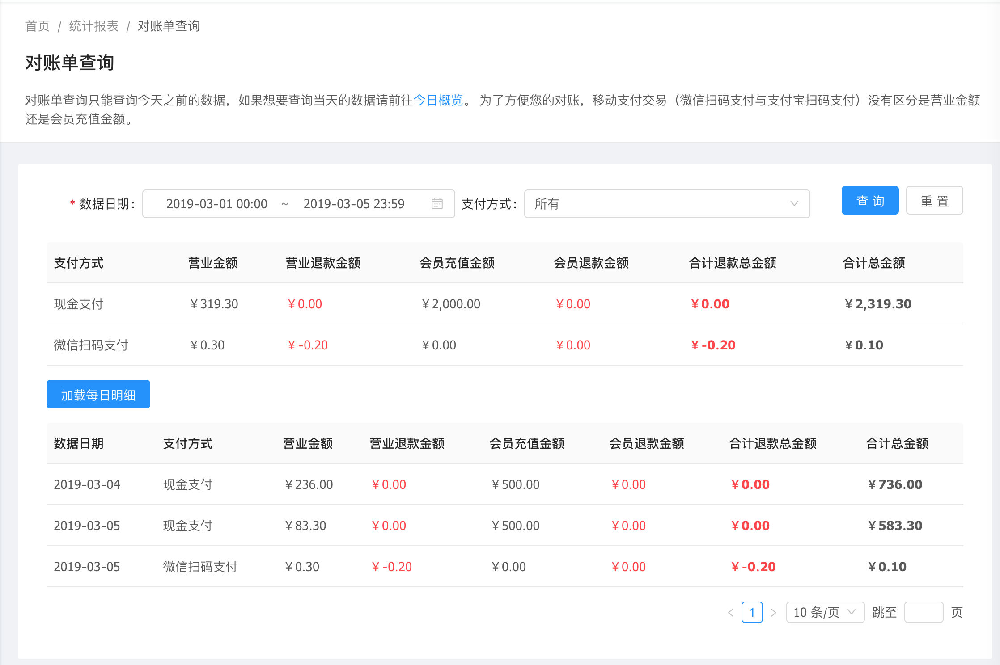 首页 / 统计报表 / 对账单查询
对账单查询
对账单查询只能查询今天之前的数据，如果想要查询当天的数据请前往今日概览。 为了方便您的对账，移动支付交易（微信扫码支付与支付宝扫码支付）没有区分是营业金额
还是会员充值金额。
* 数据日期: 2019-03-01 00:00 ~ 2019-03-05 23:59 支付方式: 所有 查 询 重 置
支付方式 营业金额 营业退款金额 会员充值金额 会员退款金额 合计退款总金额 合计总金额
现金支付 ¥ 319.30 ¥ 0.00 ¥ 2,000.00 ¥ 0.00 ¥ 0.00 ¥ 2,319.30
微信扫码支付 ¥ 0.30 ¥ -0.20 ¥ 0.00 ¥ 0.00 ¥ -0.20 ¥ 0.10
加载每日明细
数据日期 支付方式 营业金额 营业退款金额 会员充值金额 会员退款金额 合计退款总金额 合计总金额
2019-03-04 现金支付 ¥ 236.00 ¥ 0.00 ¥ 500.00 ¥ 0.00 ¥ 0.00 ¥ 736.00
2019-03-05 现金支付 ¥ 83.30 ¥ 0.00 ¥ 500.00 ¥ 0.00 ¥ 0.00 ¥ 583.30
2019-03-05 微信扫码支付 ¥ 0.30 ¥ -0.20 ¥ 0.00 ¥ 0.00 ¥ -0.20 ¥ 0.10
< 1 > 10 条/页 跳至 页